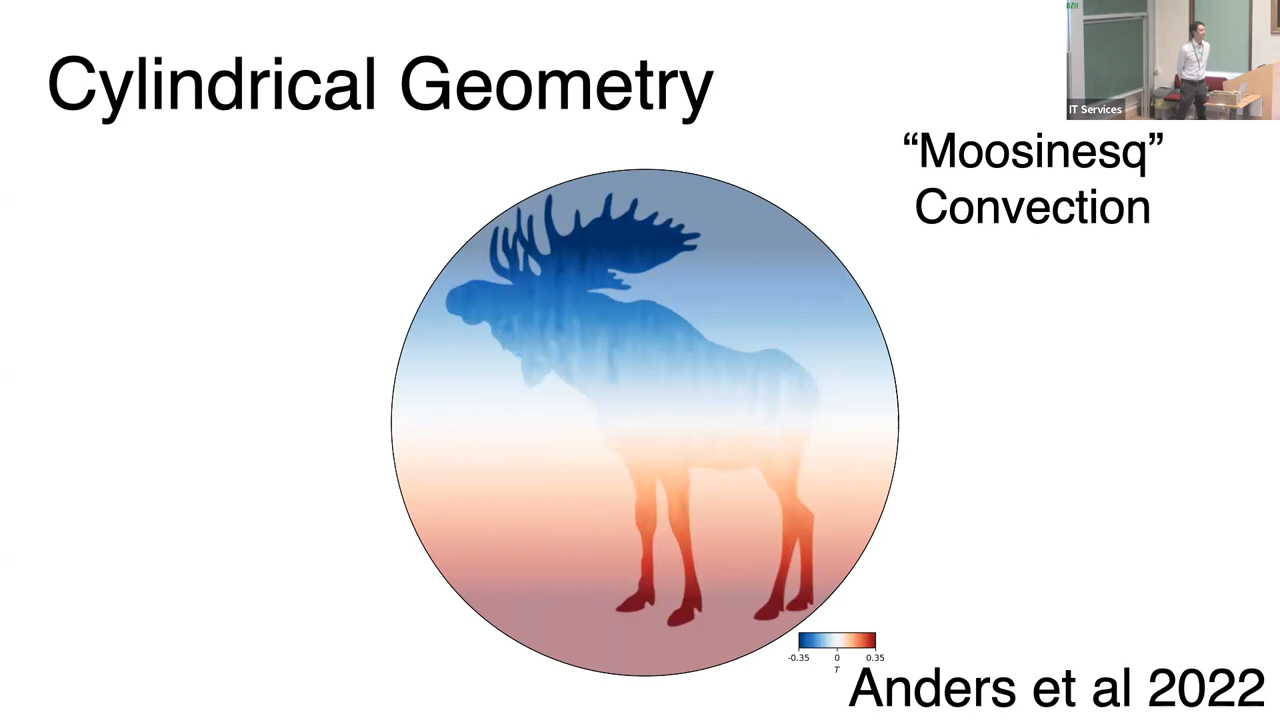 Cylindrical Geometry
IT Services
“Moosinesq”
Convection
-0.35 0 0.35
T
Anders et al 2022